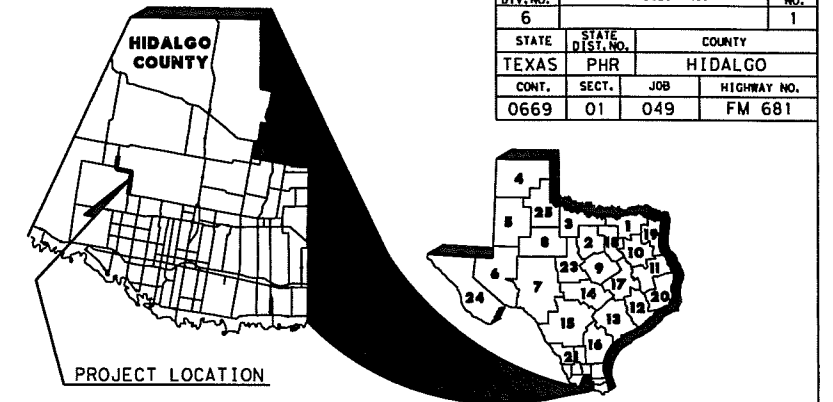 DIV.NO.
NO.
6
1
STATE
STATE DIST. NO.
COUNTY
TEXAS
PHR
HIDALGO
CONT.
SECT.
JOB
HIGHWAY NO.
0669
01
049
FM 681
HIDALGO
COUNTY
PROJECT LOCATION
4
25
5
3
1
19
8
2
18
10
6
23
9
11
24
7
14
17
20
12
15
13
16
21